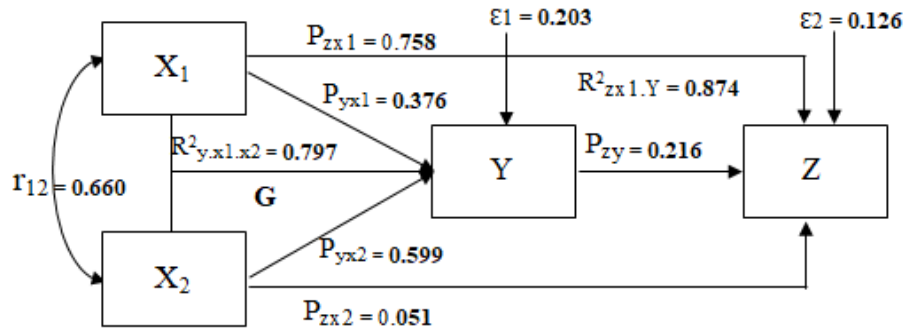 ε1 = 0.203
ε2 = 0.126
Pzx1 = 0.758
X1
R²zx1.Y = 0.874
Pyx1 = 0.376
R²y.x1.x2 = 0.797
Y
Pzy = 0.216
Z
r12 = 0.660
G
Pyx2 = 0.599
X2
Pzx2 = 0.051